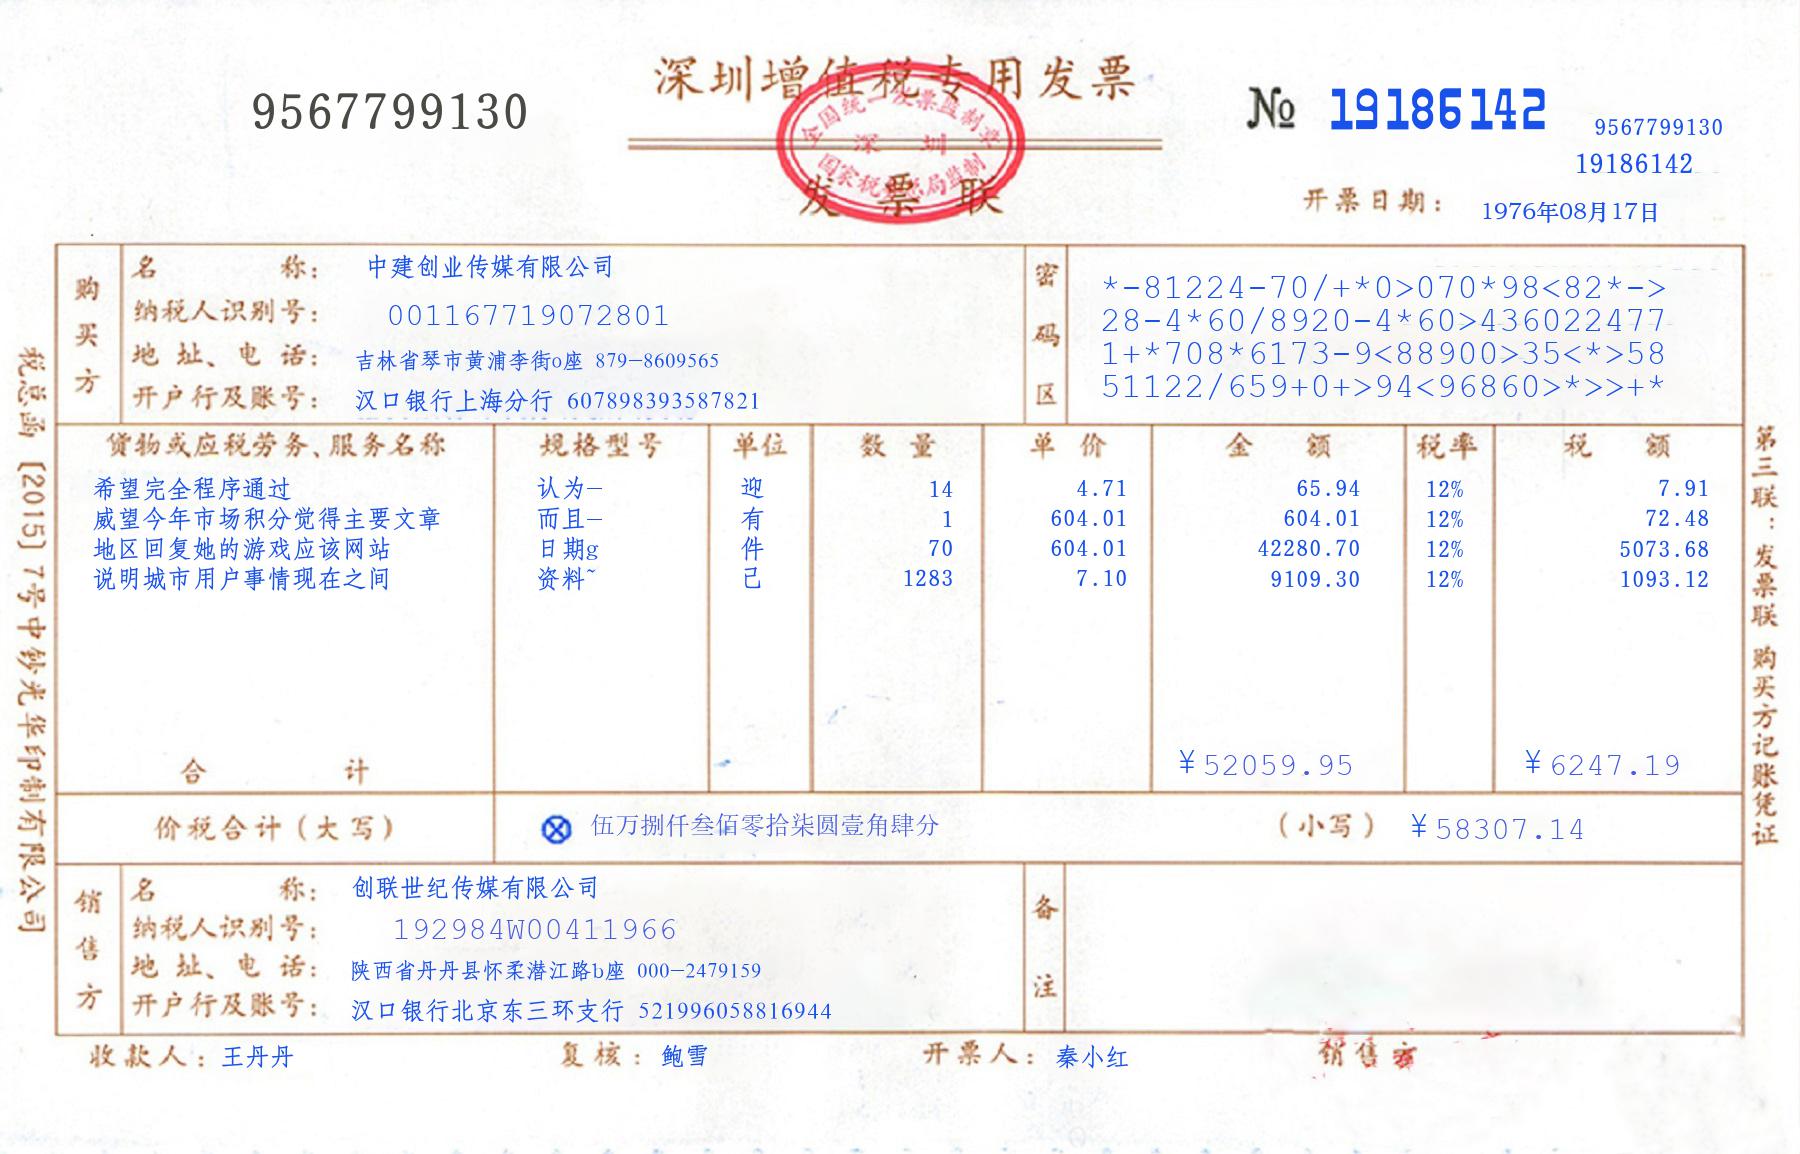 深圳增值税专用发票
9567799130
全国统一发票监制章
深圳
国家税务总局监制
发票联
№ 19186142
9567799130
19186142
开票日期： 1976年08月17日
购买方
名称： 中建创业传媒有限公司
纳税人识别号： 001167719072801
地址、电话： 吉林省琴市黄浦李街o座 879-8609565
开户行及账号： 汉口银行上海分行 607898393587821
密码区
*-81224-70/+*0>070*98<82*->
28-4*60/8920-4*60>436022477
1+*708*6173-9<88900>35<*>58
51122/659+0+>94<96860>*>>+*
货物或应税劳务、服务名称 规格型号 单位 数量 单价 金额 税率 税额
希望完全程序通过 认为- 迎 14 4.71 65.94 12% 7.91
威望今年市场积分觉得主要文章 而且- 有 1 604.01 604.01 12% 72.48
地区回复她的游戏应该网站 日期g 件 70 604.01 42280.70 12% 5073.68
说明城市用户事情现在之间 资料~ 己 1283 7.10 9109.30 12% 1093.12
合计 ¥52059.95 ¥6247.19
价税合计（大写） ⊗ 伍万捌仟叁佰零拾柒圆壹角肆分 （小写） ¥58307.14
销售方
名称： 创联世纪传媒有限公司
纳税人识别号： 192984W00411966
地址、电话： 陕西省丹丹县怀柔潜江路b座 000-2479159
开户行及账号： 汉口银行北京东三环支行 521996058816944
备注
收款人：王丹丹 复核：鲍雪 开票人：秦小红 销售方
税总函[2015]7号中钞光华印制有限公司
第三联：发票联 购买方记账凭证